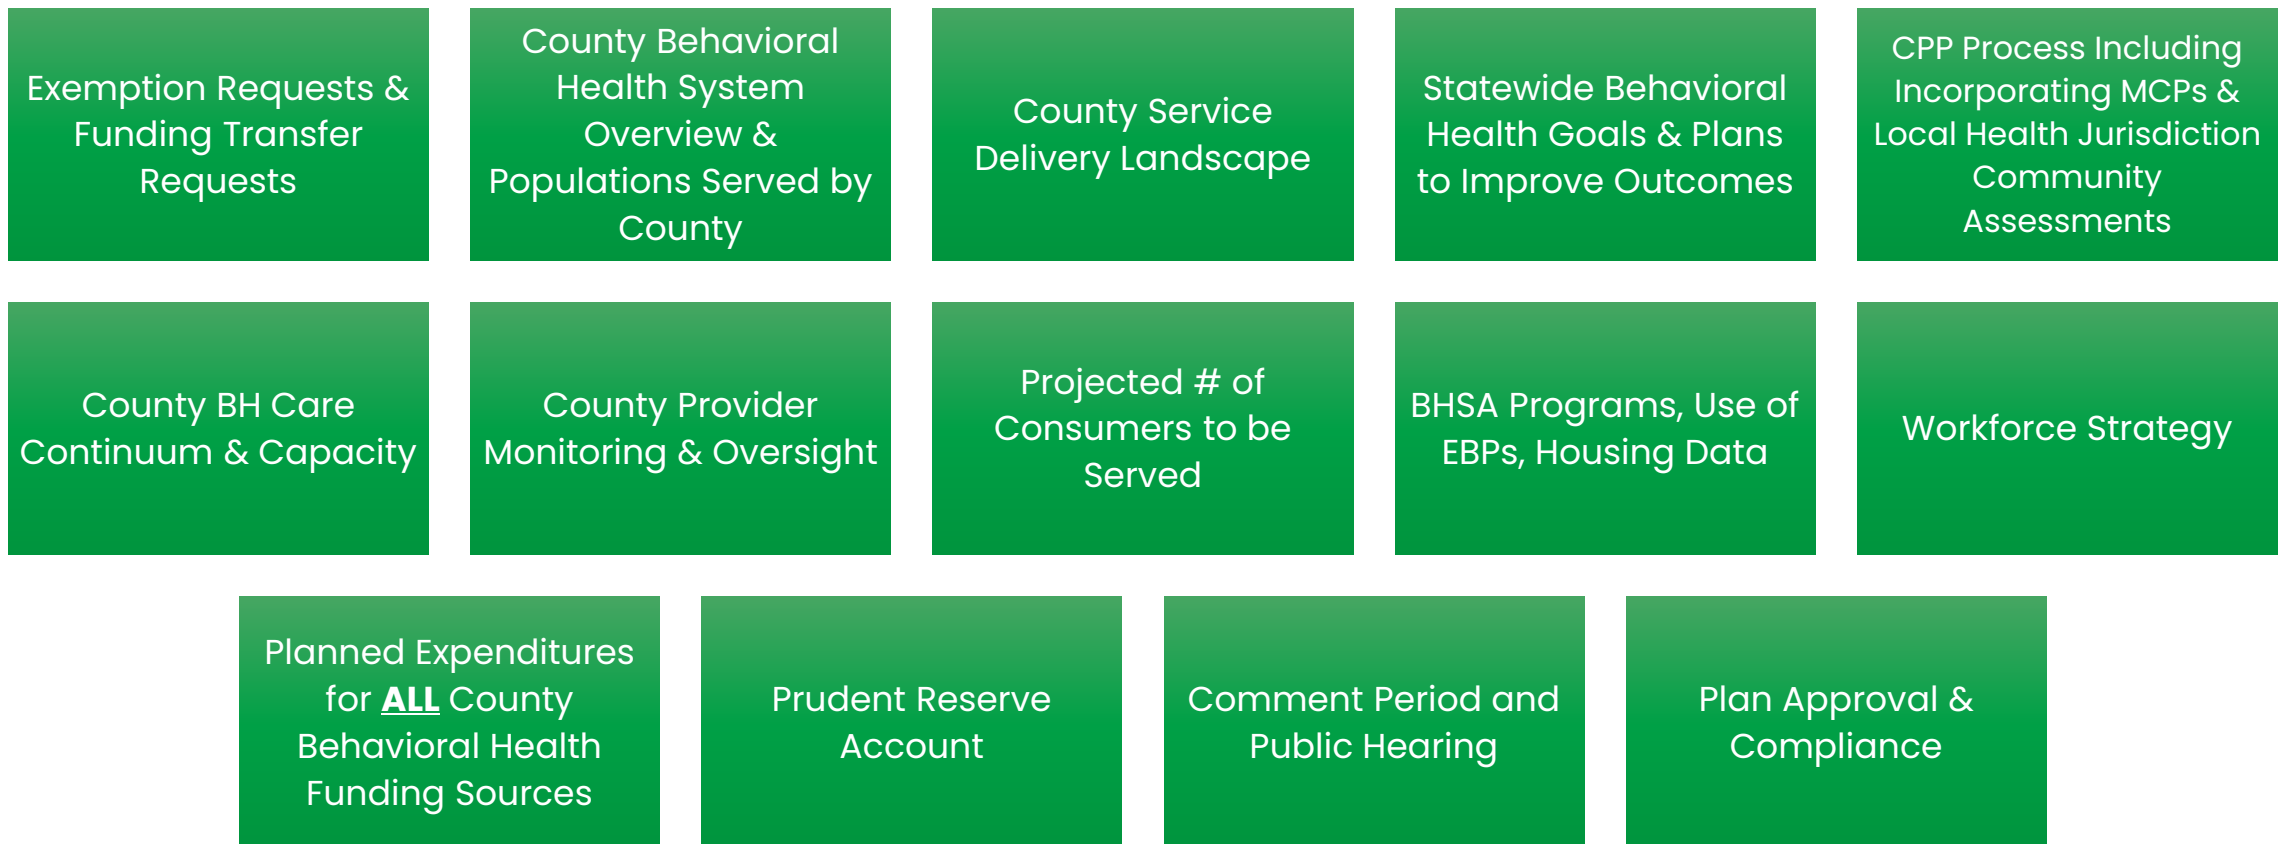 Exemption Requests &
Funding Transfer
Requests
County Behavioral
Health System
Overview &
Populations Served by
County
County Service
Delivery Landscape
Statewide Behavioral
Health Goals & Plans
to Improve Outcomes
CPP Process Including
Incorporating MCPs &
Local Health Jurisdiction
Community
Assessments
County BH Care
Continuum & Capacity
County Provider
Monitoring & Oversight
Projected # of
Consumers to be
Served
BHSA Programs, Use of
EBPs, Housing Data
Workforce Strategy
Planned Expenditures
for ALL County
Behavioral Health
Funding Sources
Prudent Reserve
Account
Comment Period and
Public Hearing
Plan Approval &
Compliance